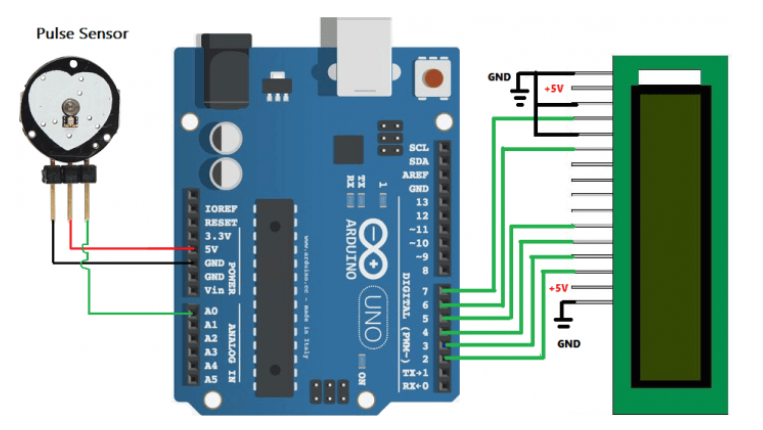 Pulse Sensor
GND
+5V
SCL
SDA
AREF
GND
13
12
~11
~10
~9
8
7
6
5
4
3
2
TX→1
RX←0
DIGITAL (PWM~)
TX
RX
1
ARDUINO
UNO
ON
www.arduino.cc - made in Italy
IOREF
RESET
3.3V
5V
GND
GND
Vin
POWER
A0
A1
A2
A3
A4
A5
ANALOG IN
+5V
GND